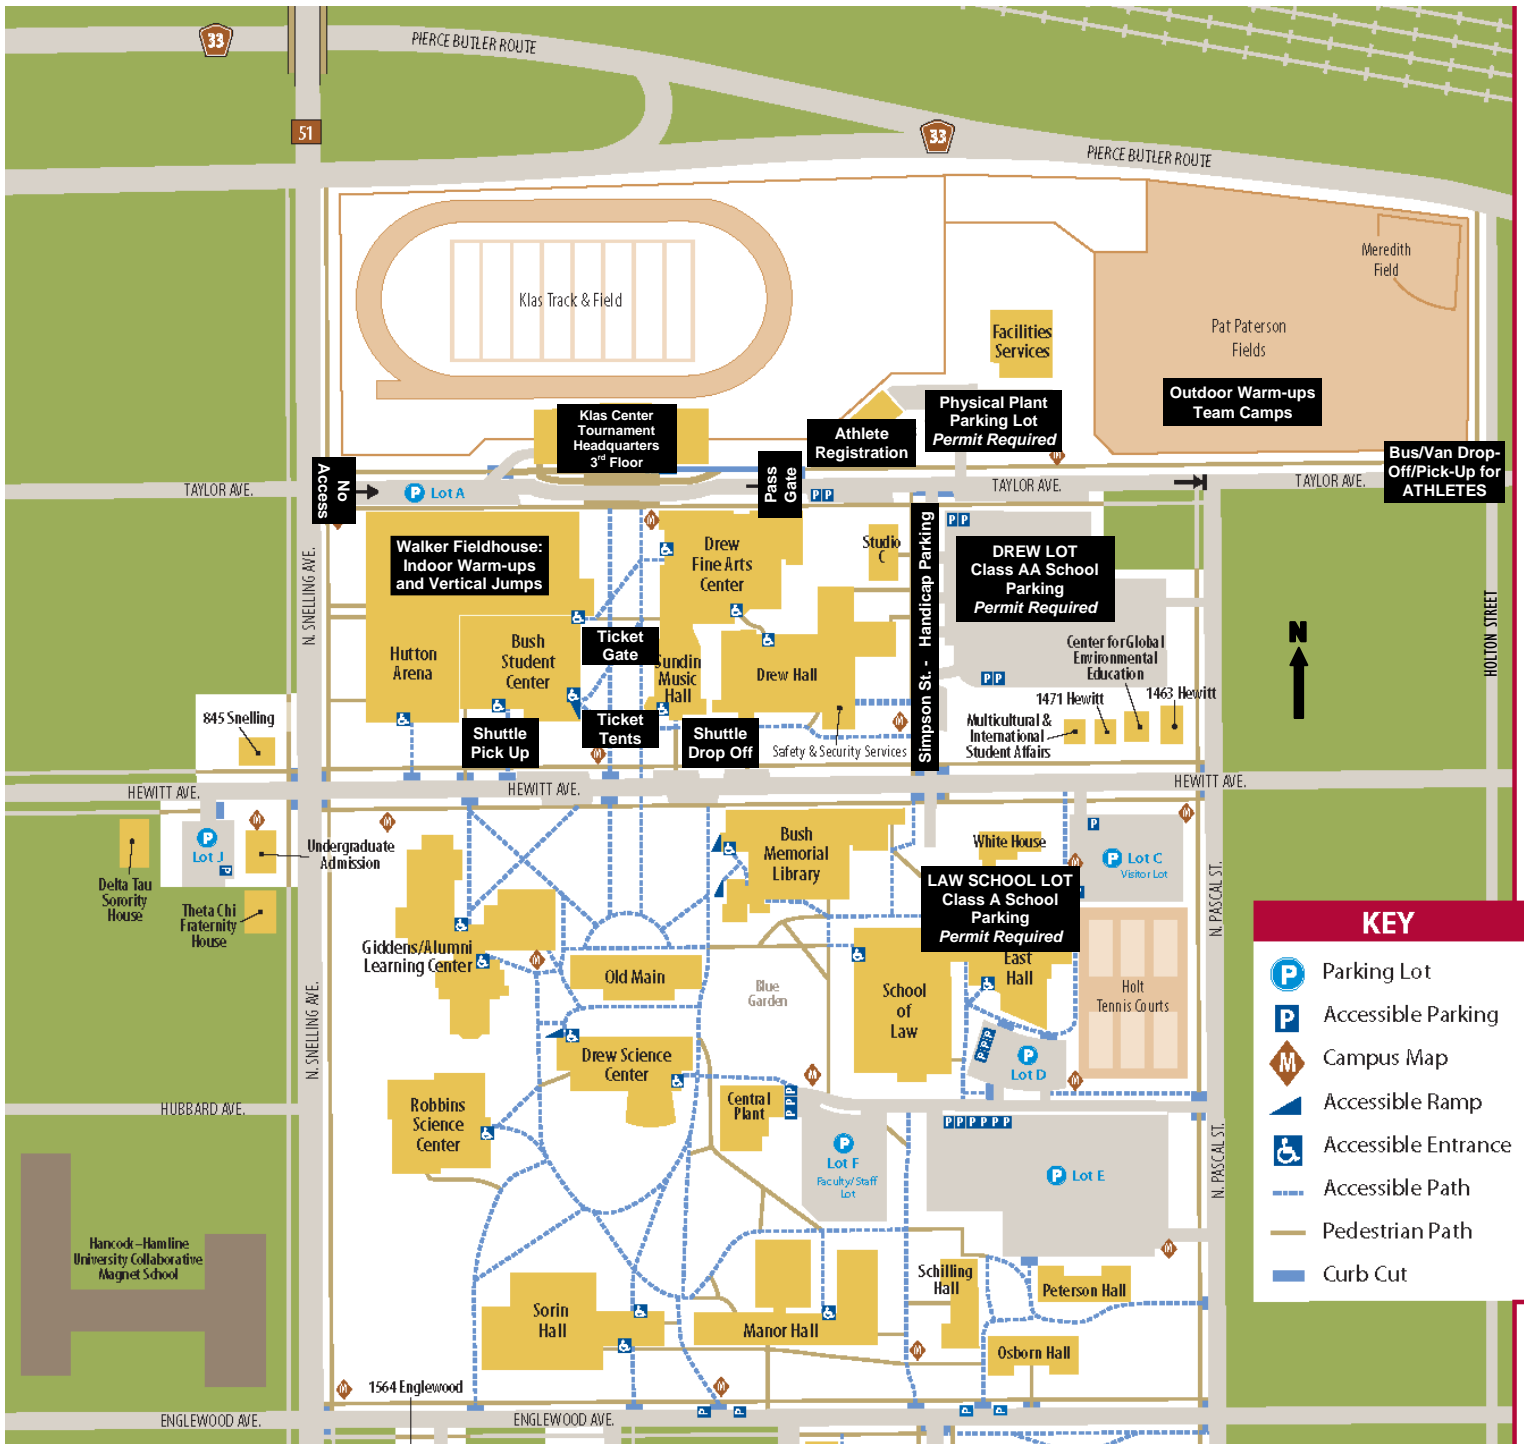 33
PIERCE BUTLER ROUTE
51
33
PIERCE BUTLER ROUTE
Klas Track & Field
Meredith
Field
Pat Paterson
Fields
Facilities
Services
Outdoor Warm-ups
Team Camps
Klas Center
Tournament
Headquarters
3rd Floor
Athlete
Registration
Physical Plant
Parking Lot
Permit Required
Bus/Van Drop-
Off/Pick-Up for
ATHLETES
No
Access
TAYLOR AVE.
P Lot A
Pass
Gate
P P
TAYLOR AVE.
TAYLOR AVE.
M
M
M
Walker Fieldhouse:
Indoor Warm-ups
and Vertical Jumps
Drew
Fine Arts
Center
Studio
C
P P
DREW LOT
Class AA School
Parking
Permit Required
Simpson St. - Handicap Parking
N. SNELLING AVE.
HOLTON STREET
N
Hutton
Arena
Bush
Student
Center
Ticket
Gate
Sundin
Music
Hall
Drew Hall
Center for Global
Environmental
Education
P P
1471 Hewitt
1463 Hewitt
Multicultural &
International
Student Affairs
845 Snelling
Shuttle
Pick Up
Ticket
Tents
Shuttle
Drop Off
Safety & Security Services
M
M
HEWITT AVE.
HEWITT AVE.
HEWITT AVE.
P
Lot J
P
M
Undergraduate
Admission
M
Delta Tau
Sorority
House
Theta Chi
Fraternity
House
Bush
Memorial
Library
White House
P
M
M
P Lot C
Visitor Lot
LAW SCHOOL LOT
Class A School
Parking
Permit Required
N. PASCAL ST.
Giddens/Alumni
Learning Center
M
Old Main
Blue
Garden
School
of
Law
East
Hall
Holt
Tennis Courts
N. SNELLING AVE.
Drew Science
Center
P P P
P
Lot D
M
M
HUBBARD AVE.
Robbins
Science
Center
Central
Plant
P P P
P
Lot F
Faculty/Staff
Lot
P P P P P P
P Lot E
N. PASCAL ST.
M
Hancock-Hamline
University Collaborative
Magnet School
Sorin
Hall
Manor Hall
Schilling
Hall
Peterson Hall
Osborn Hall
M
1564 Englewood
M
M
ENGLEWOOD AVE.
ENGLEWOOD AVE.
P P
P P
KEY
P Parking Lot
P Accessible Parking
M Campus Map
Accessible Ramp
Accessible Entrance
Accessible Path
Pedestrian Path
Curb Cut